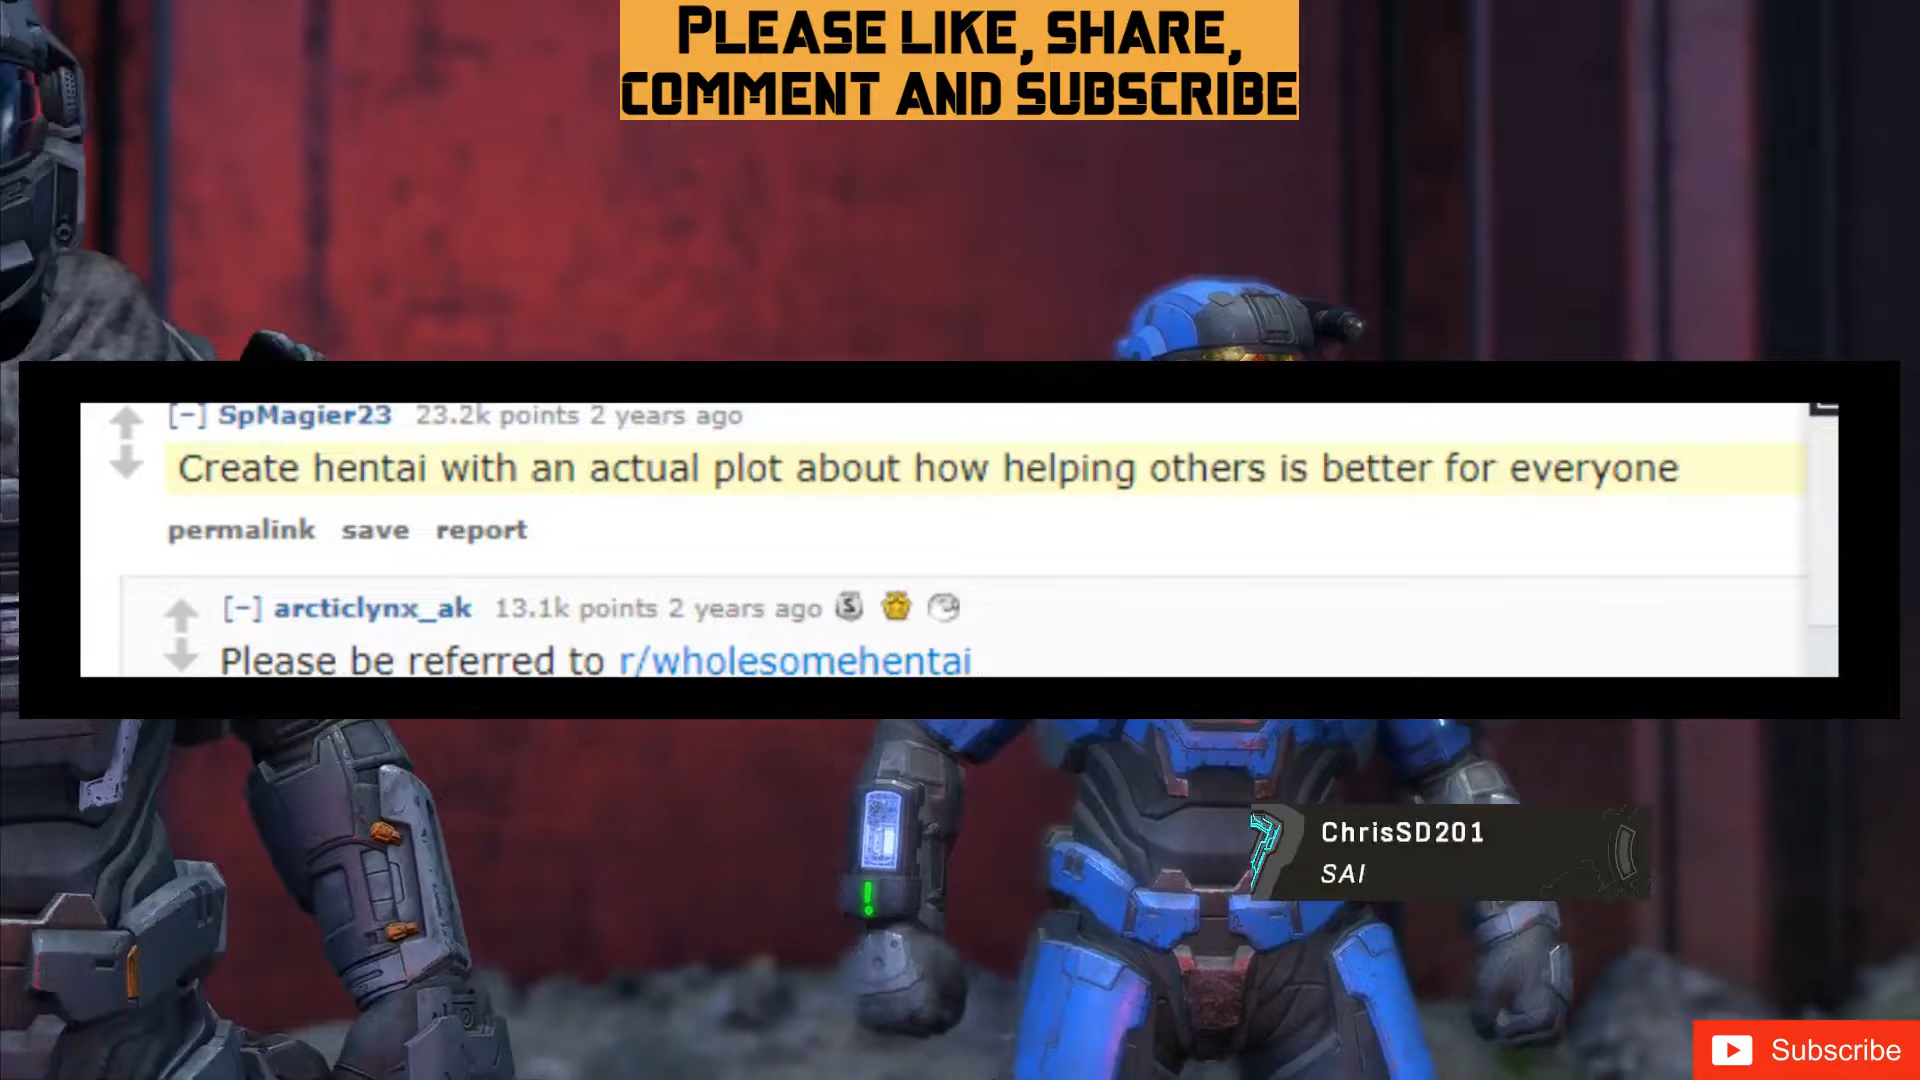 PLEASE LIKE, SHARE,
COMMENT AND SUBSCRIBE
[−] SpMagier23 23.2k points 2 years ago
Create hentai with an actual plot about how helping others is better for everyone
permalink save report
[−] arcticlynx_ak 13.1k points 2 years ago
Please be referred to r/wholesomehentai
ChrisSD201
SAI
Subscribe